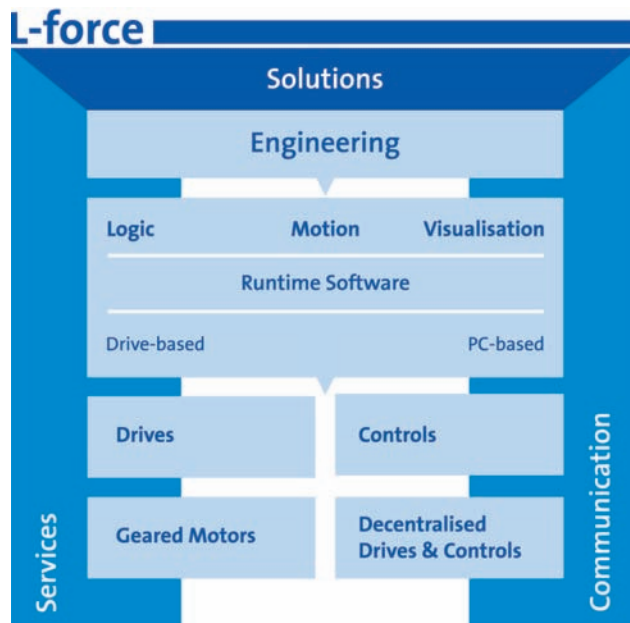 L-force
Solutions
Engineering
Logic Motion Visualisation
Runtime Software
Drive-based PC-based
Drives
Controls
Geared Motors
Decentralised
Drives & Controls
Services
Communication